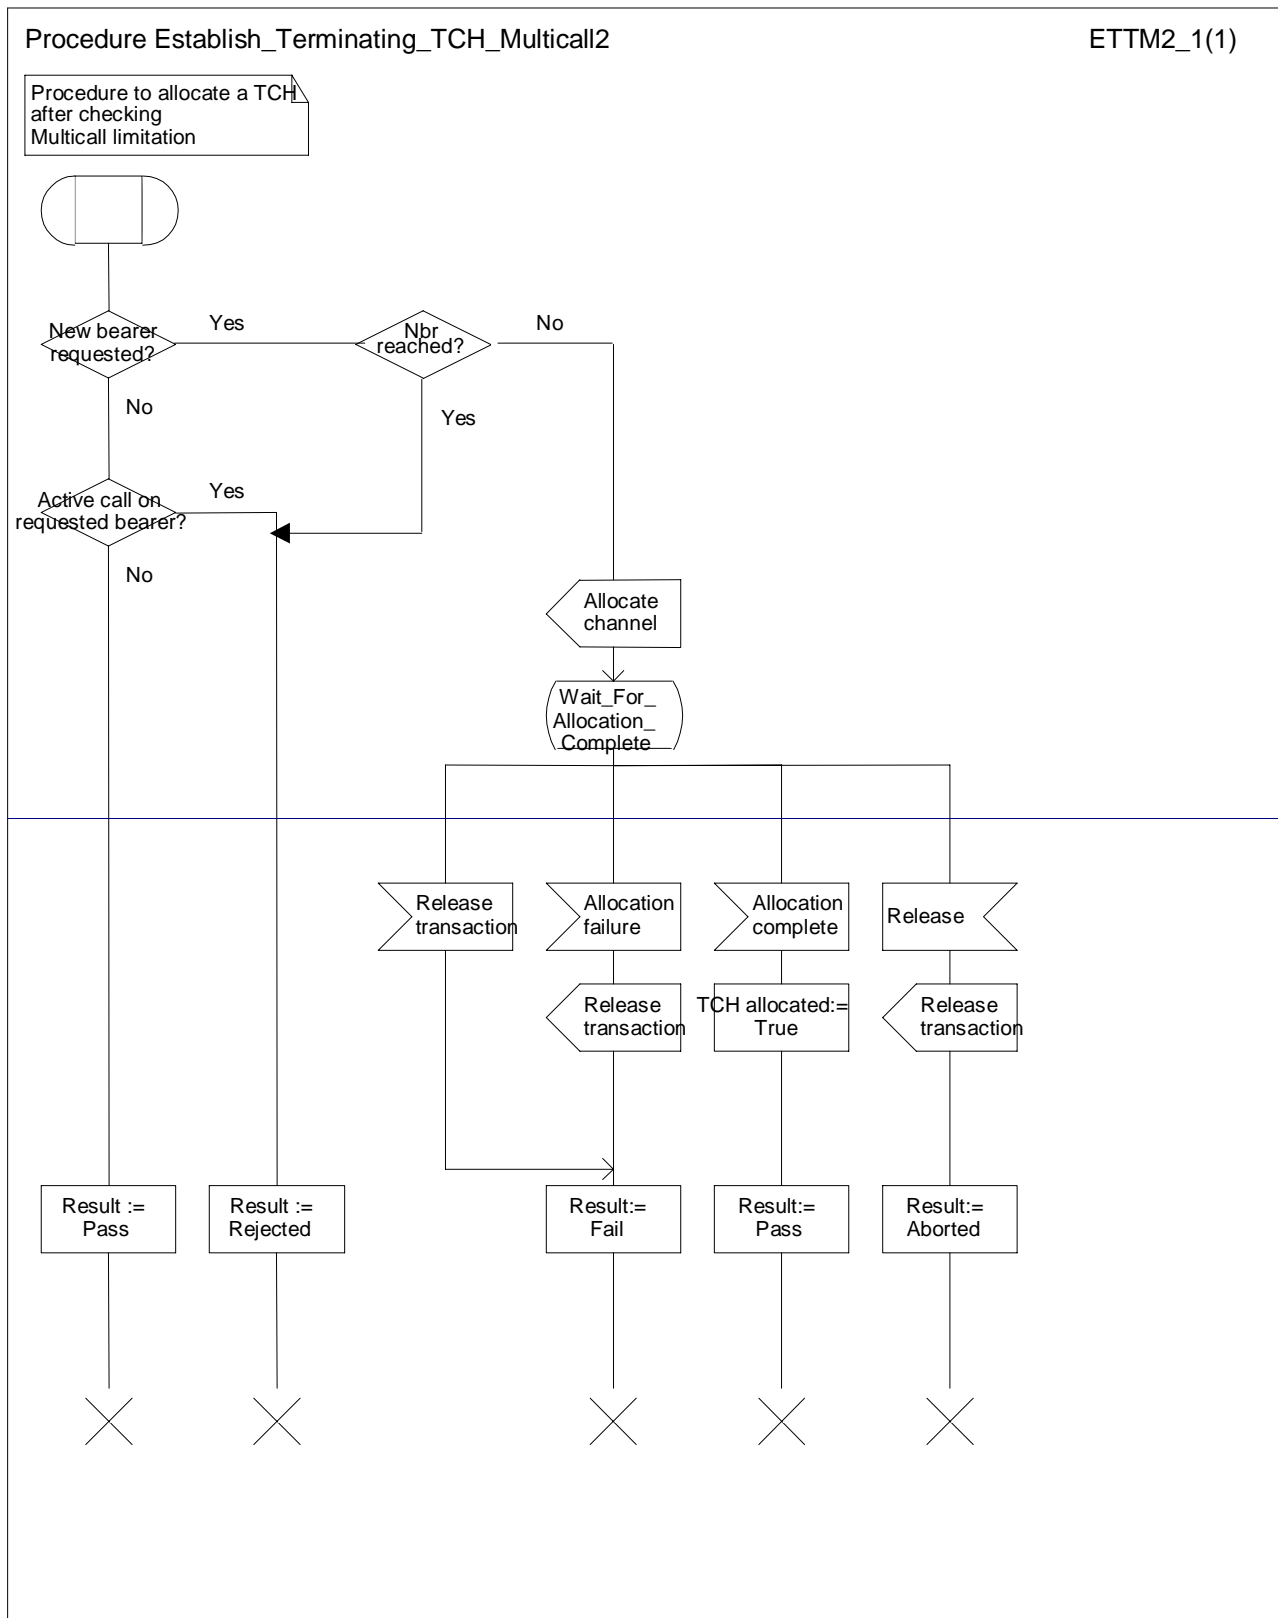 Procedure Establish_Terminating_TCH_Multicall2
ETTM2_1(1)
Procedure to allocate a TCH
after checking
Multicall limitation
New bearer
requested?
Yes
Nbr
reached?
No
No
Yes
Active call on
requested bearer?
Yes
No
Allocate
channel
Wait_For_
Allocation_
Complete
Release
transaction
Allocation
failure
Allocation
complete
Release
Release
transaction
TCH allocated:=
True
Release
transaction
Result :=
Pass
Result :=
Rejected
Result:=
Fail
Result:=
Pass
Result:=
Aborted